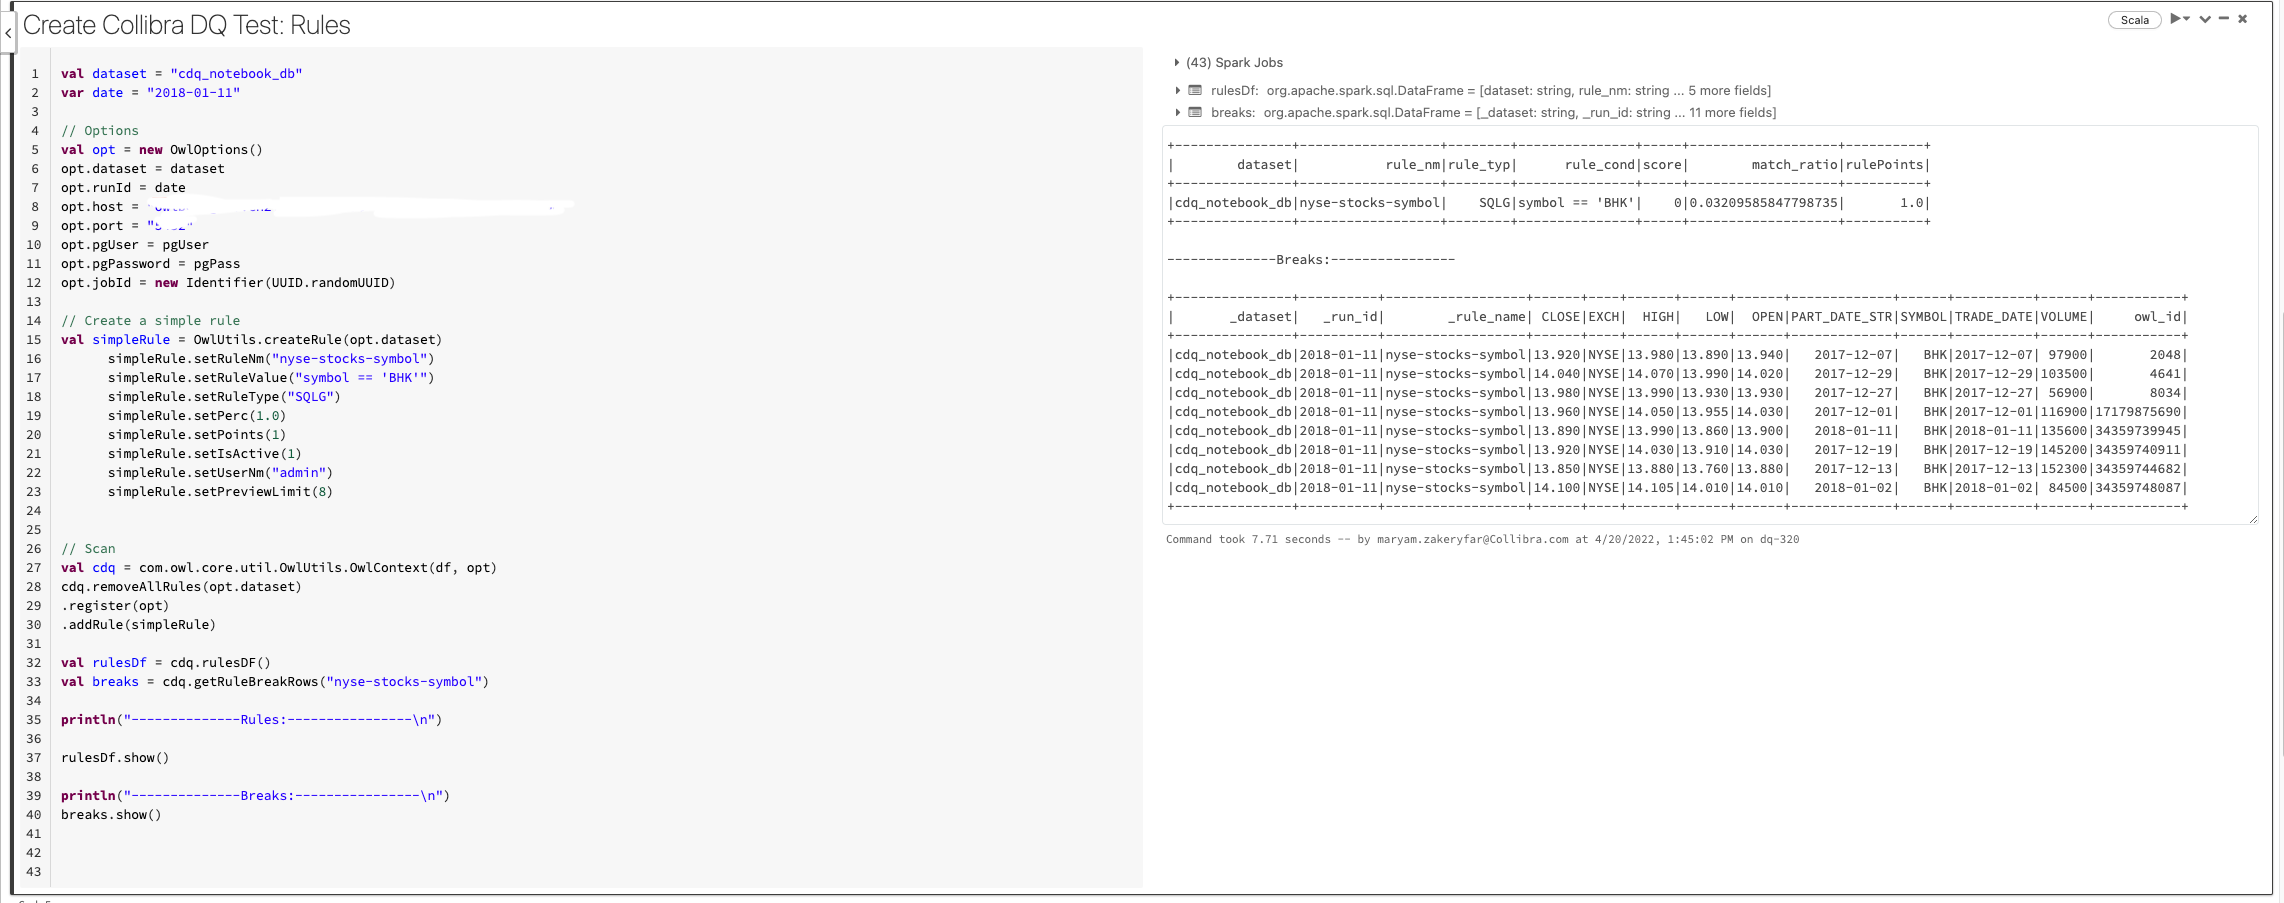 Create Collibra DQ Test: Rules
Scala
1 val dataset = "cdq_notebook_db"
2 var date = "2018-01-11"
3
4 // Options
5 val opt = new OwlOptions()
6 opt.dataset = dataset
7 opt.runId = date
8 opt.host =
9 opt.port =
10 opt.pgUser = pgUser
11 opt.pgPassword = pgPass
12 opt.jobId = new Identifier(UUID.randomUUID)
13
14 // Create a simple rule
15 val simpleRule = OwlUtils.createRule(opt.dataset)
16 simpleRule.setRuleNm("nyse-stocks-symbol")
17 simpleRule.setRuleValue("symbol == 'BHK'")
18 simpleRule.setRuleType("SQLG")
19 simpleRule.setPerc(1.0)
20 simpleRule.setPoints(1)
21 simpleRule.setIsActive(1)
22 simpleRule.setUserNm("admin")
23 simpleRule.setPreviewLimit(8)
24
25
26 // Scan
27 val cdq = com.owl.core.util.OwlUtils.OwlContext(df, opt)
28 cdq.removeAllRules(opt.dataset)
29 .register(opt)
30 .addRule(simpleRule)
31
32 val rulesDf = cdq.rulesDF()
33 val breaks = cdq.getRuleBreakRows("nyse-stocks-symbol")
34
35 println("--------------Rules:----------------\n")
36
37 rulesDf.show()
38
39 println("--------------Breaks:----------------\n")
40 breaks.show()
41
42
43
(43) Spark Jobs
rulesDf: org.apache.spark.sql.DataFrame = [dataset: string, rule_nm: string ... 5 more fields]
breaks: org.apache.spark.sql.DataFrame = [_dataset: string, _run_id: string ... 11 more fields]
+---------------+------------------+--------+---------------+-----+-------------------+----------+
|        dataset|           rule_nm|rule_typ|      rule_cond|score|        match_ratio|rulePoints|
+---------------+------------------+--------+---------------+-----+-------------------+----------+
|cdq_notebook_db|nyse-stocks-symbol|    SQLG|symbol == 'BHK'|    0|0.03209585847798735|       1.0|
+---------------+------------------+--------+---------------+-----+-------------------+----------+
--------------Breaks:----------------
+---------------+----------+------------------+------+----+------+------+------+-------------+------+----------+------+-----------+
|       _dataset|   _run_id|        _rule_name| CLOSE|EXCH|  HIGH|   LOW|  OPEN|PART_DATE_STR|SYMBOL|TRADE_DATE|VOLUME|     owl_id|
+---------------+----------+------------------+------+----+------+------+------+-------------+------+----------+------+-----------+
|cdq_notebook_db|2018-01-11|nyse-stocks-symbol|13.920|NYSE|13.980|13.890|13.940|   2017-12-07|   BHK|2017-12-07| 97900|       2048|
|cdq_notebook_db|2018-01-11|nyse-stocks-symbol|14.040|NYSE|14.070|13.990|14.020|   2017-12-29|   BHK|2017-12-29|103500|       4641|
|cdq_notebook_db|2018-01-11|nyse-stocks-symbol|13.980|NYSE|13.990|13.930|13.930|   2017-12-27|   BHK|2017-12-27| 56900|       8034|
|cdq_notebook_db|2018-01-11|nyse-stocks-symbol|13.960|NYSE|14.050|13.955|14.030|   2017-12-01|   BHK|2017-12-01|116900|17179875690|
|cdq_notebook_db|2018-01-11|nyse-stocks-symbol|13.890|NYSE|13.990|13.860|13.900|   2018-01-11|   BHK|2018-01-11|135600|34359739945|
|cdq_notebook_db|2018-01-11|nyse-stocks-symbol|13.920|NYSE|14.030|13.910|14.030|   2017-12-19|   BHK|2017-12-19|145200|34359740911|
|cdq_notebook_db|2018-01-11|nyse-stocks-symbol|13.850|NYSE|13.880|13.760|13.880|   2017-12-13|   BHK|2017-12-13|152300|34359744682|
|cdq_notebook_db|2018-01-11|nyse-stocks-symbol|14.100|NYSE|14.105|14.010|14.010|   2018-01-02|   BHK|2018-01-02| 84500|34359748087|
+---------------+----------+------------------+------+----+------+------+------+-------------+------+----------+------+-----------+
Command took 7.71 seconds -- by maryam.zakeryfar@Collibra.com at 4/20/2022, 1:45:02 PM on dq-320